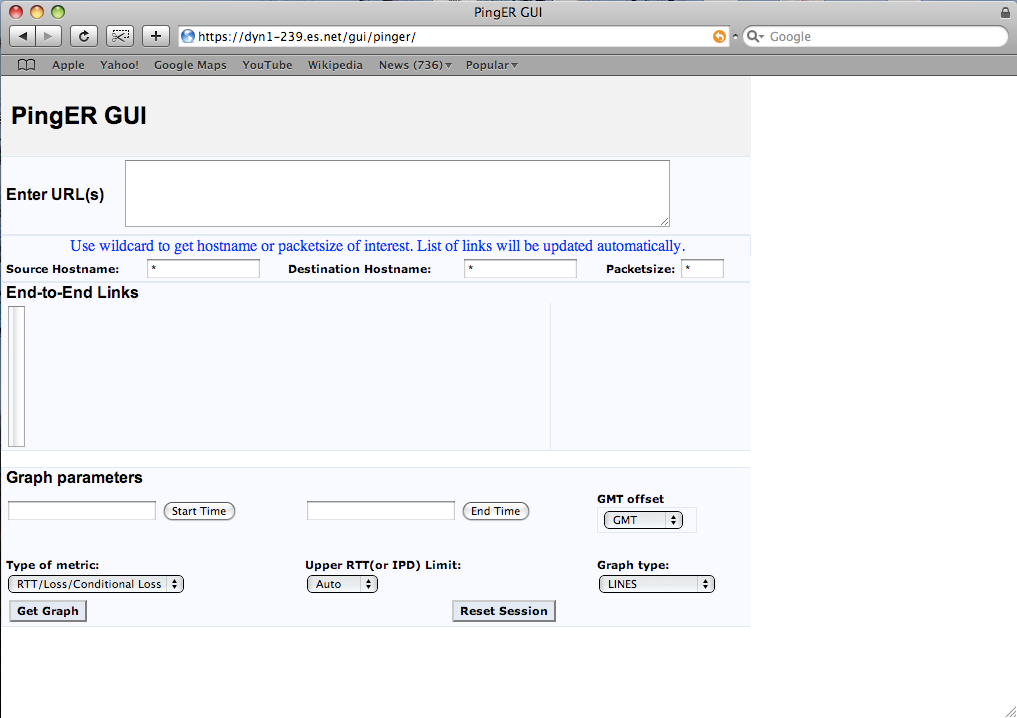 PingER GUI
https://dyn1-239.es.net/gui/pinger/
Google
Apple Yahoo! Google Maps YouTube Wikipedia News (736) Popular
PingER GUI
Enter URL(s)
Use wildcard to get hostname or packetsize of interest. List of links will be updated automatically.
Source Hostname: * Destination Hostname: * Packetsize: *
End-to-End Links
Graph parameters
GMT offset
Start Time End Time
GMT
Type of metric: Upper RTT(or IPD) Limit: Graph type:
RTT/Loss/Conditional Loss Auto LINES
Get Graph Reset Session